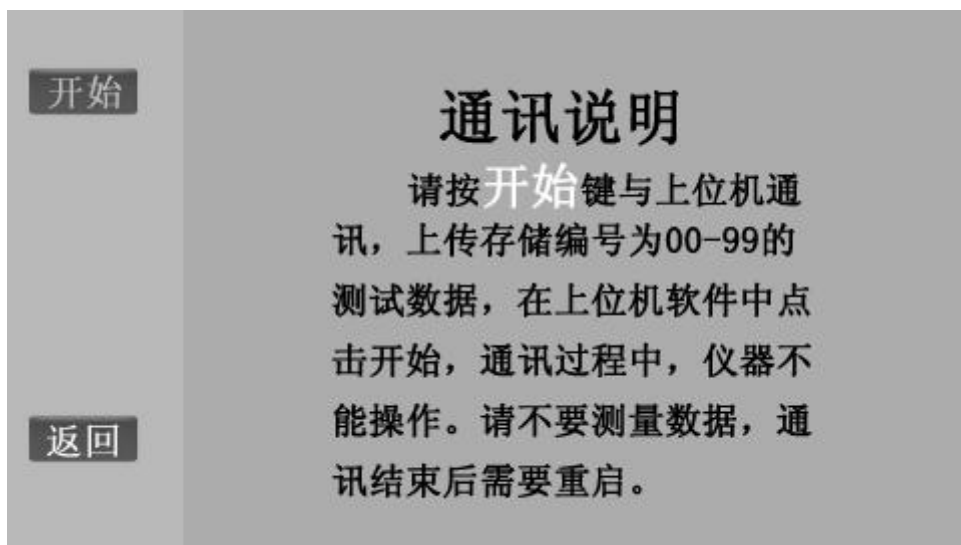 开始
通讯说明
请按开始键与上位机通
讯，上传存储编号为00-99的
测试数据，在上位机软件中点
击开始，通讯过程中，仪器不
能操作。请不要测量数据，通
讯结束后需要重启。
返回